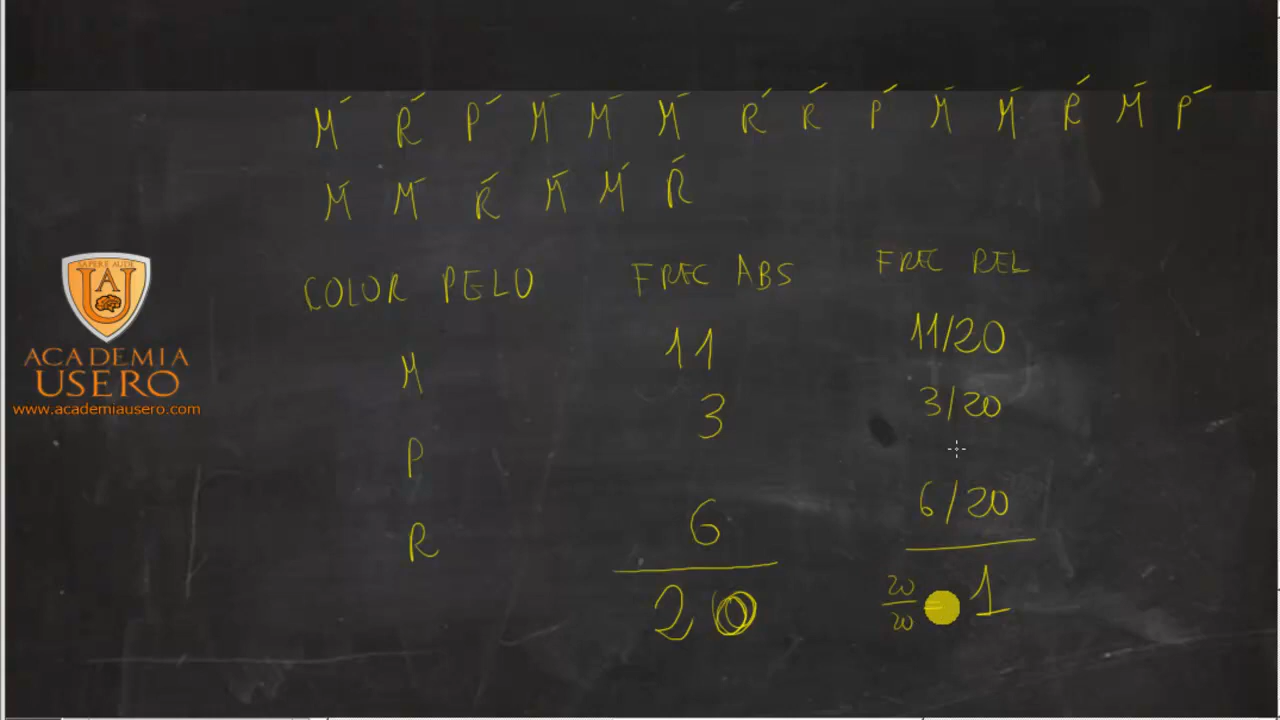 M R P M M M R R P M M R M P
M M R M M R
COLOR PELO FREC ABS FREC REL
M 11 11/20
P 3 3/20
R 6 6/20
20 20/20 = 1
SAPERE AUDE
UA
ACADEMIA
USERO
www.academiausero.com